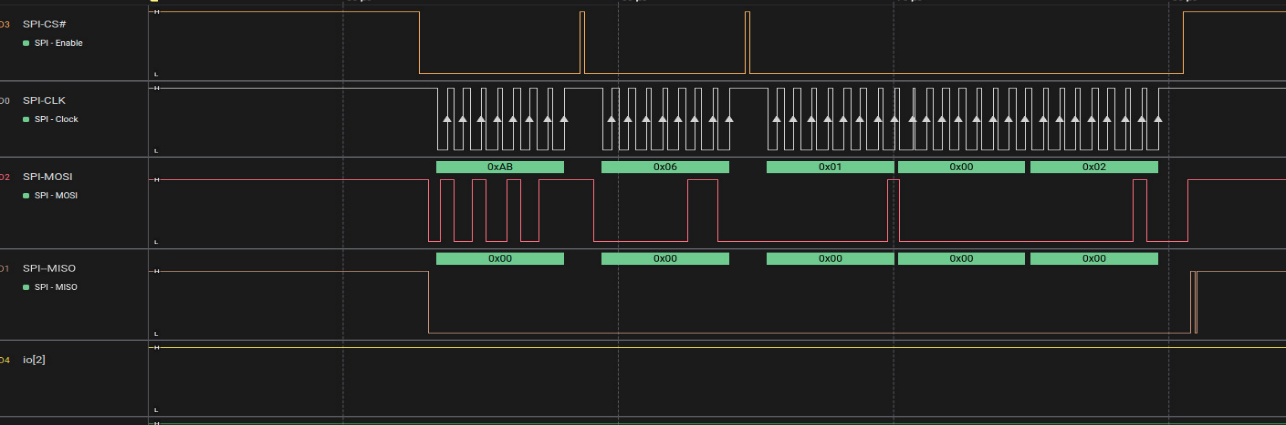 D3 SPI-CS#
SPI - Enable
H
L
D0 SPI-CLK
SPI - Clock
H
L
0xAB 0x06 0x01 0x00 0x02
D2 SPI-MOSI
SPI - MOSI
H
L
0x00 0x00 0x00 0x00 0x00
D1 SPI--MISO
SPI - MISO
H
L
D4 io[2]
H
L
H